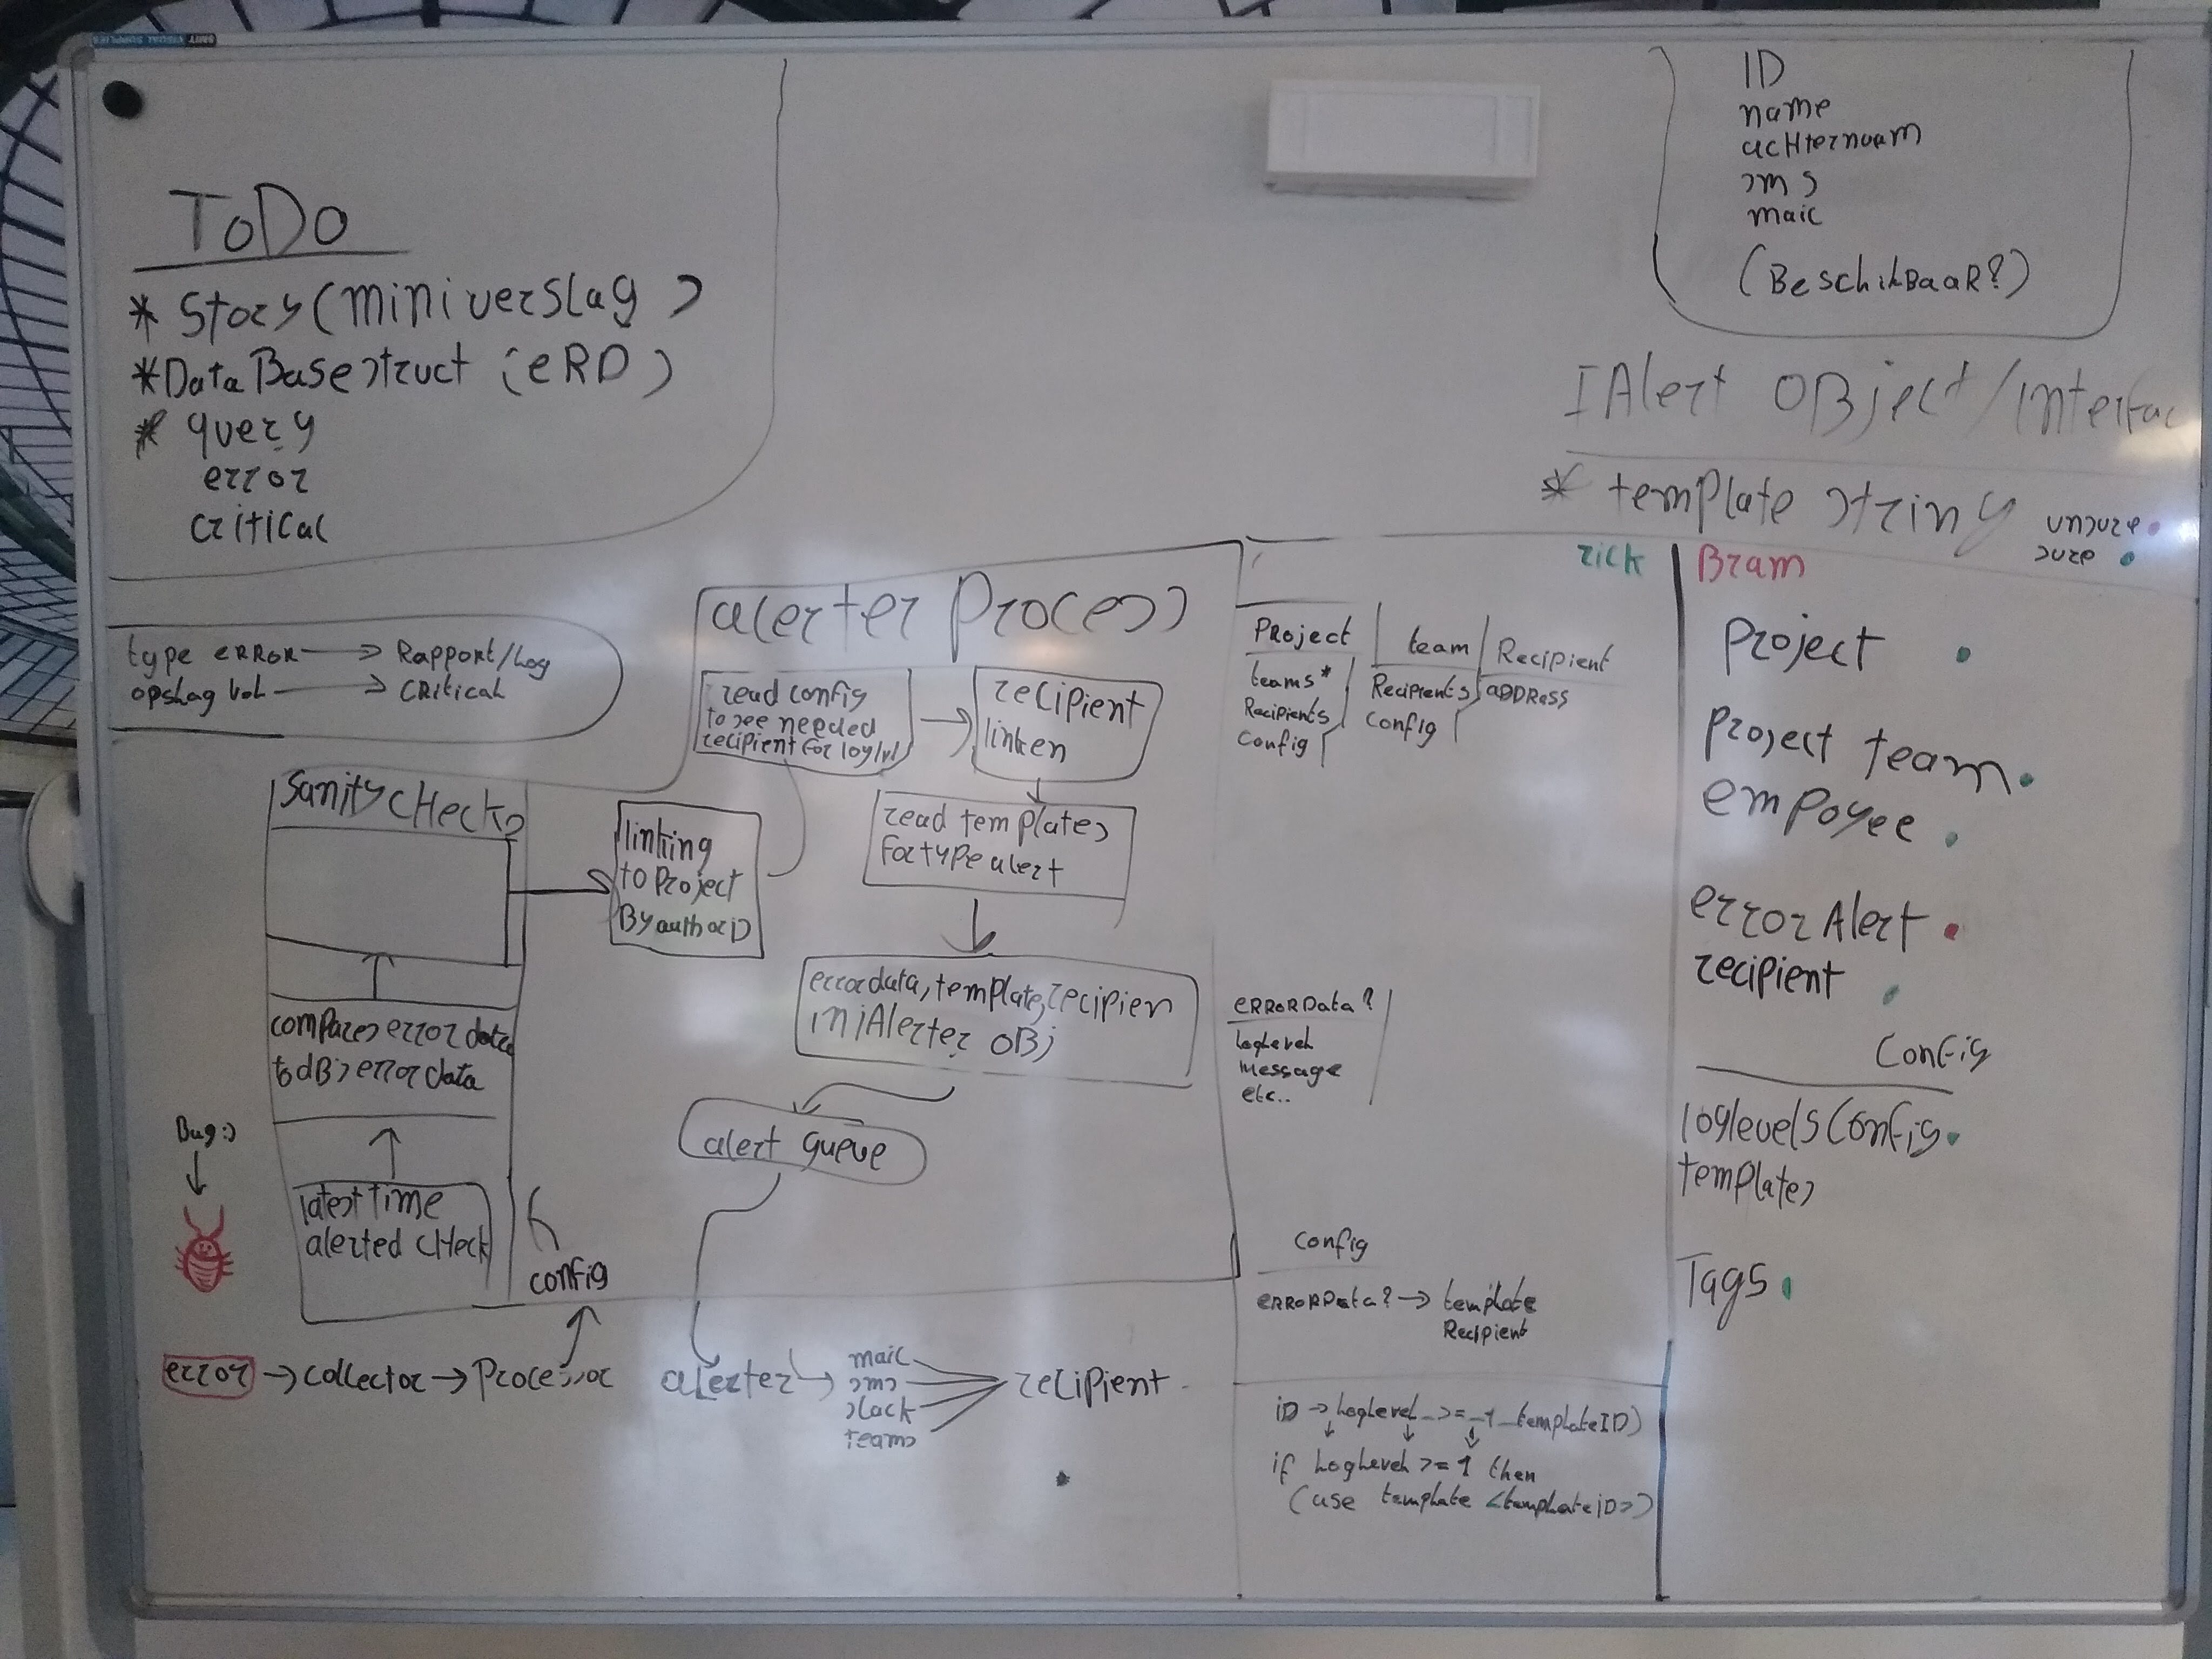 ToDo
* Story (miniverslag)
* DataBasestruct (eRD)
* query
error
critical
ID
name
acHternaam
sms
mail
(BeschikBaaR?)
IAlert OBject/interfac
* template string
unsure
sure
type eRRoR → Rapport/Log
opslag vol → CRitical
alerter Process
read config
to see needed
recipient for loglvl
recipient
linken
read templates
For type alert
errordata, template, recipien
in iAlerter OBj
alert queue
SanityCHecks
linking
to Project
By authorID
compares error data
to dB's error data
latest time
alerted cHeck
Bug:)
config
error → collector → Processor
alerter →
mail
sms
slack
teams
recipient
rick
PRoject
teams*
Recipients
Config
team
Recipients
Config
Recipient
aDDRess
eRRoRData?
LogLeveL
Message
etc..
Config
eRRoRData? → template
Recipient
iD → LogLeveL >= 1 templateID)
if LogLeveL >= 1 then
(use template <templateiD>)
Bram
Project
Project team
empoyee
errorAlert
recipient
Config
loglevelsConfig
templates
Tags